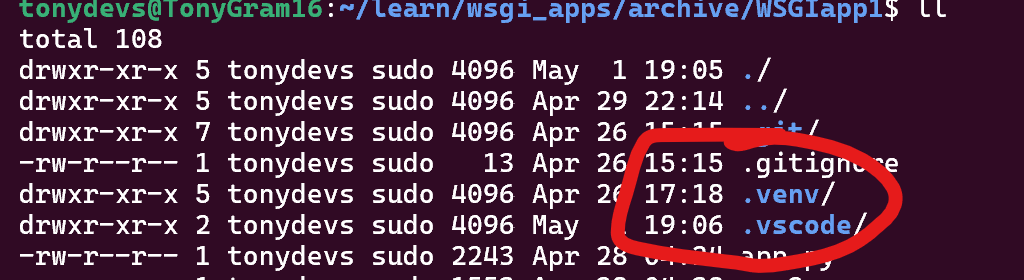 tonydevs@TonyGram16:~/learn/wsgi_apps/archive/WSGIapp1$ ll
total 108
drwxr-xr-x 5 tonydevs sudo 4096 May  1 19:05 ./
drwxr-xr-x 5 tonydevs sudo 4096 Apr 29 22:14 ../
drwxr-xr-x 7 tonydevs sudo 4096 Apr 26 15:15 .git/
-rw-r--r-- 1 tonydevs sudo   13 Apr 26 15:15 .gitignore
drwxr-xr-x 5 tonydevs sudo 4096 Apr 26 17:18 .venv/
drwxr-xr-x 2 tonydevs sudo 4096 May 19:06 .vscode/
-rw-r--r-- 1 tonydevs sudo 2243 Apr 28 app.py